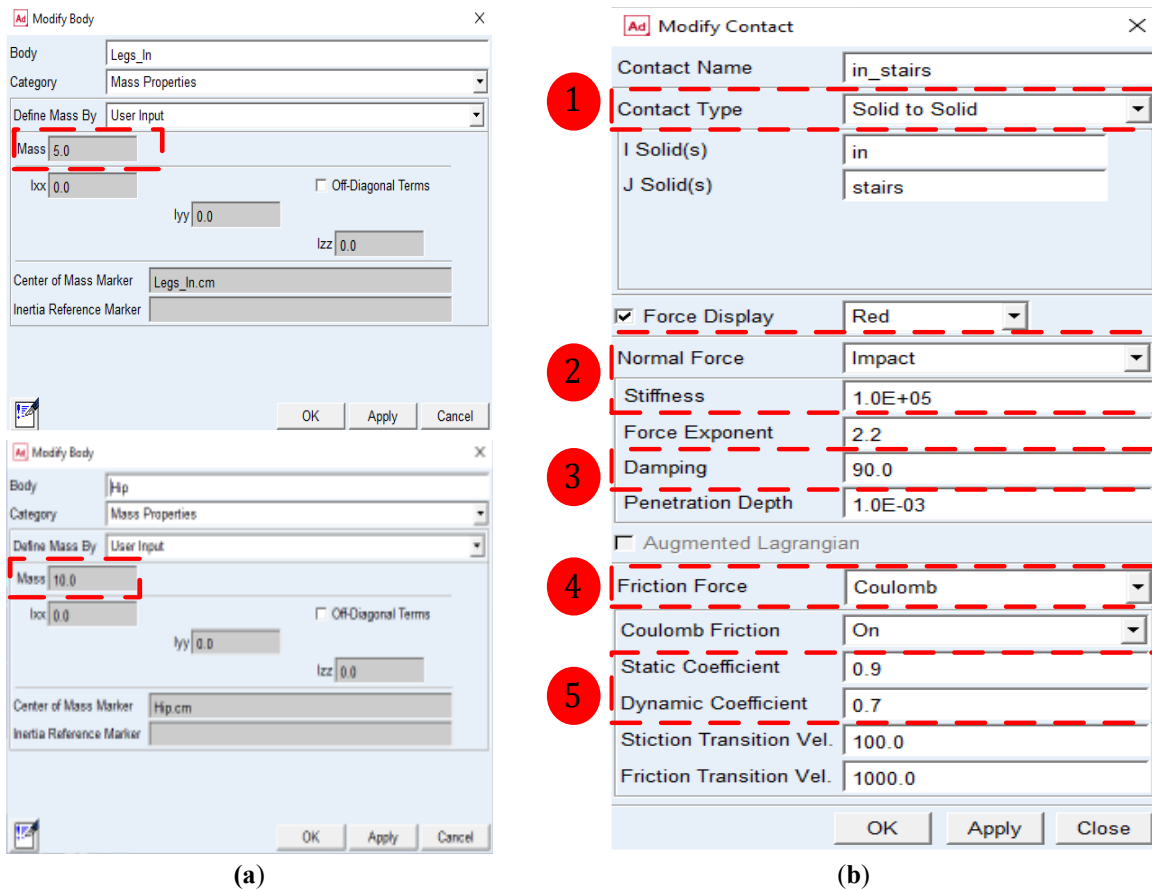 Ad Modify Body X
Body Legs_In
Category Mass Properties
Define Mass By User Input
Mass 5.0
Ixx 0.0 Off-Diagonal Terms
Iyy 0.0
Izz 0.0
Center of Mass Marker Legs_In.cm
Inertia Reference Marker
OK Apply Cancel
Ad Modify Body X
Body Hip
Category Mass Properties
Define Mass By User Input
Mass 10.0
Ixx 0.0 Off-Diagonal Terms
Iyy 0.0
Izz 0.0
Center of Mass Marker Hip.cm
Inertia Reference Marker
OK Apply Cancel
(a)
Ad Modify Contact X
Contact Name in_stairs
1 Contact Type Solid to Solid
I Solid(s) in
J Solid(s) stairs
Force Display Red
2 Normal Force Impact
Stiffness 1.0E+05
Force Exponent 2.2
3 Damping 90.0
Penetration Depth 1.0E-03
Augmented Lagrangian
4 Friction Force Coulomb
Coulomb Friction On
Static Coefficient 0.9
5 Dynamic Coefficient 0.7
Stiction Transition Vel. 100.0
Friction Transition Vel. 1000.0
OK Apply Close
(b)